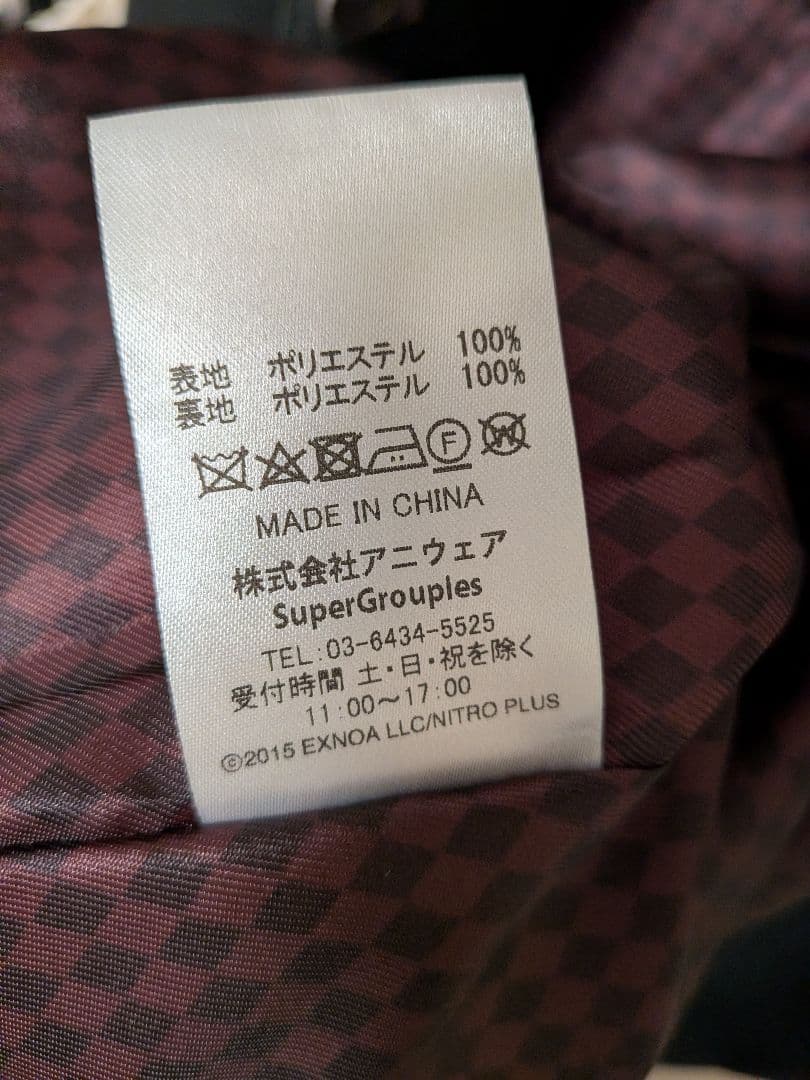 表地 ポリエステル 100%
裏地 ポリエステル 100%
F W
MADE IN CHINA
株式会社アニウェア
SuperGroupies
TEL:03-6434-5525
受付時間 土・日・祝を除く
11:00～17:00
©2015 EXNOA LLC/NITRO PLUS